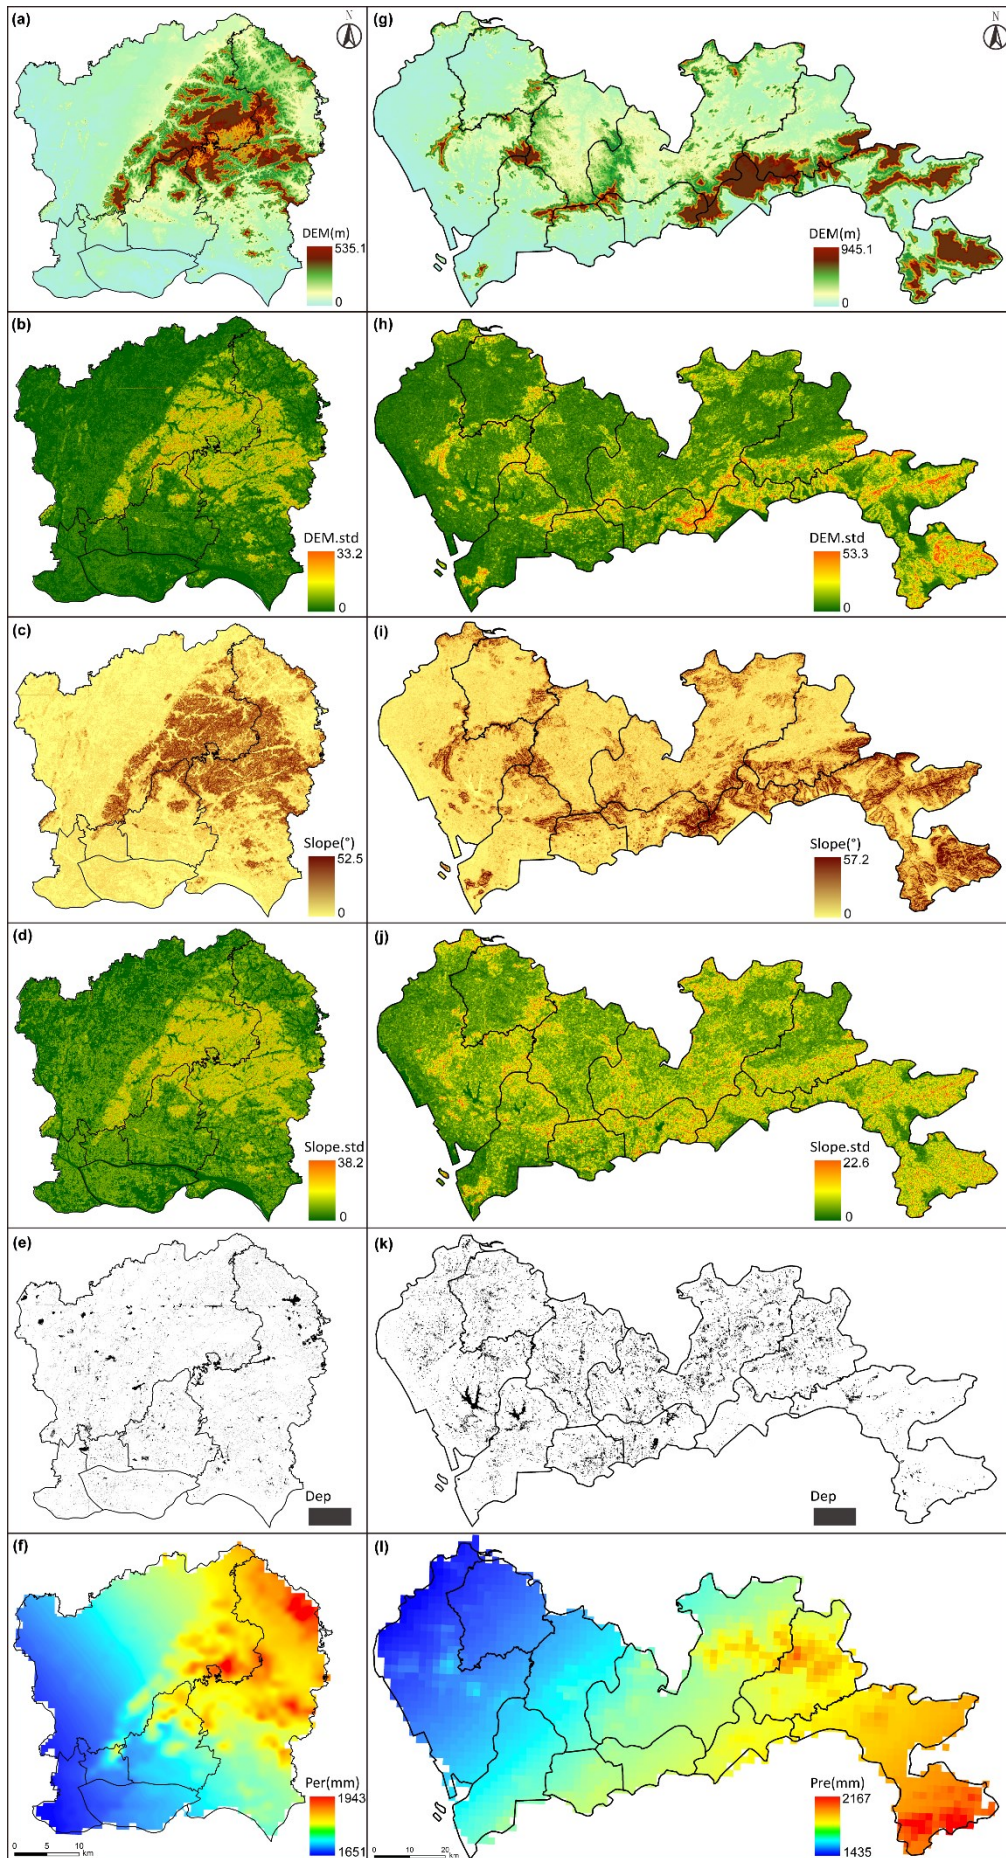 (a)
N
DEM(m)
535.1
0
(g)
N
DEM(m)
945.1
0
(b)
DEM.std
33.2
0
(h)
DEM.std
53.3
0
(c)
Slope(°)
52.5
0
(i)
Slope(°)
57.2
0
(d)
Slope.std
38.2
0
(j)
Slope.std
22.6
0
(e)
Dep
(k)
Dep
(f)
Per(mm)
1943
1651
0 5 10
km
(l)
Pre(mm)
2167
1435
0 10 20
km